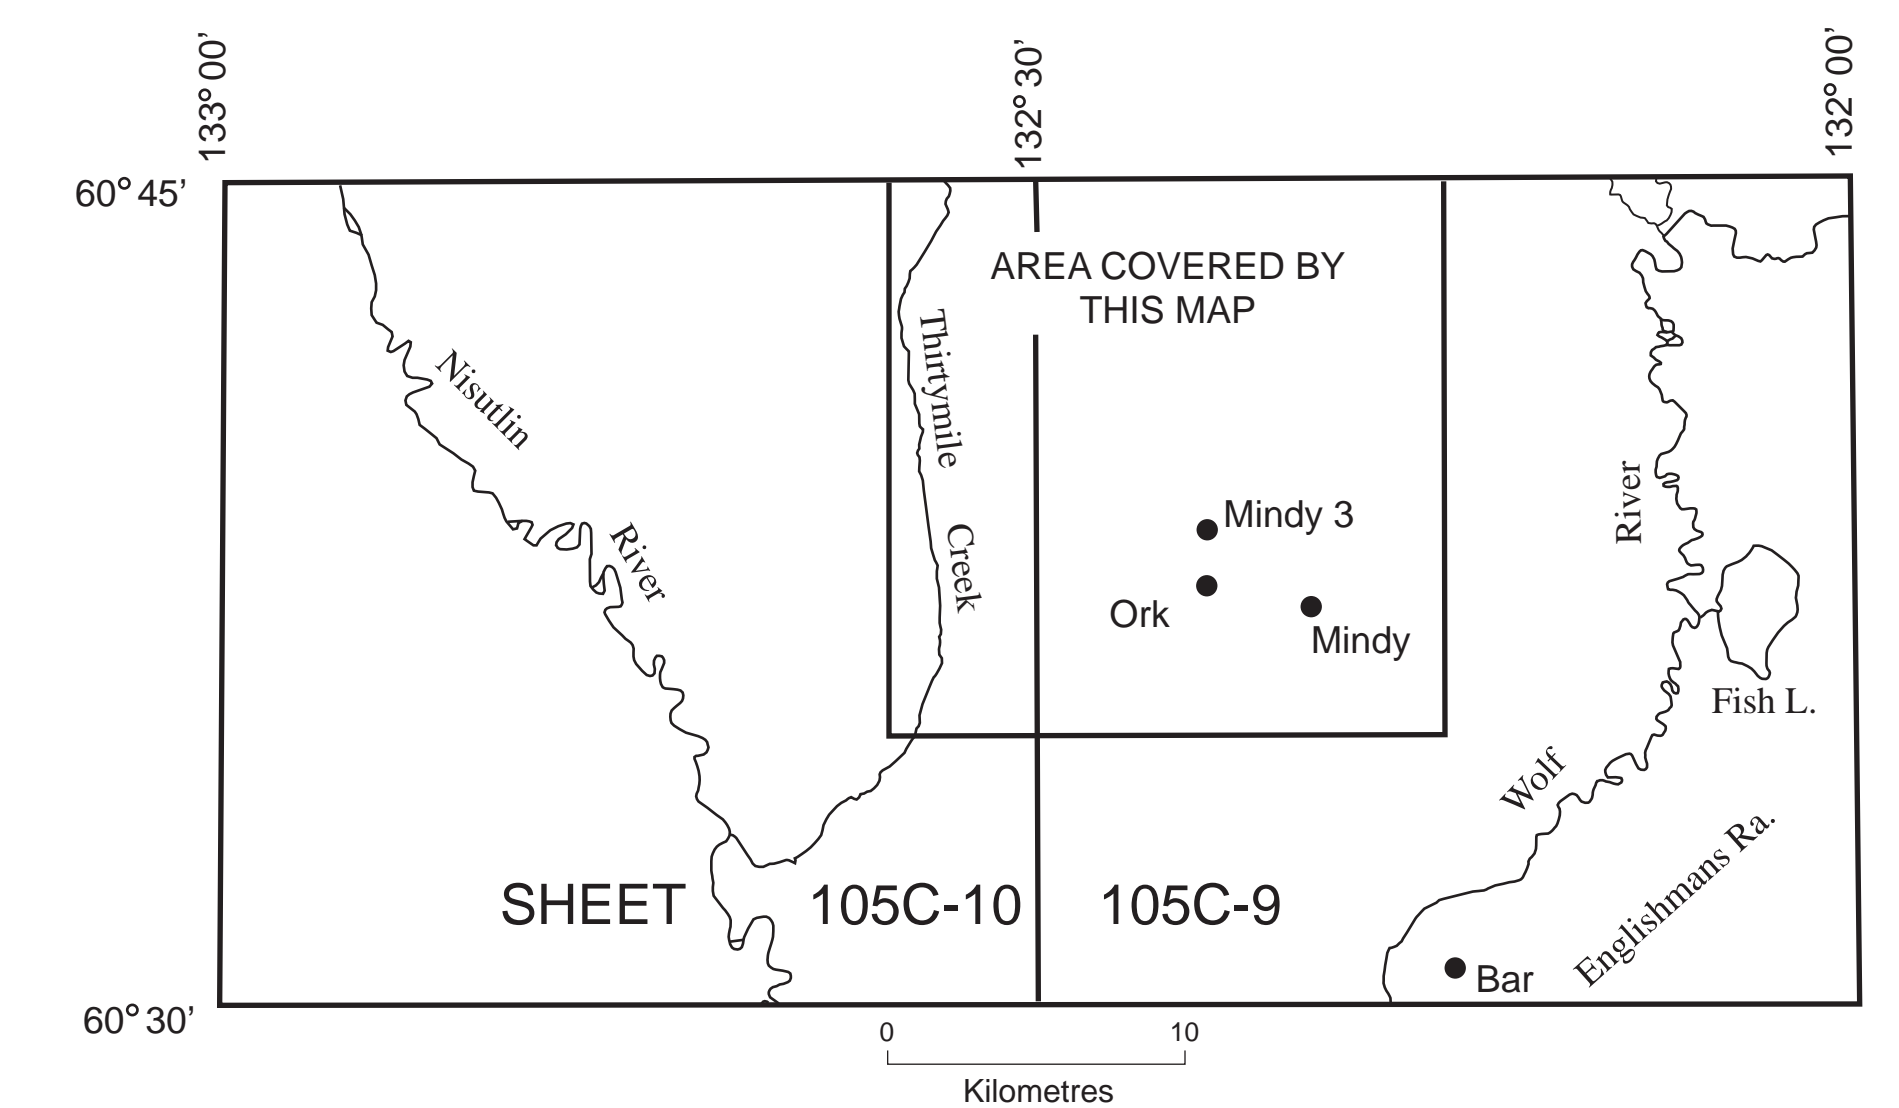 133° 00’
132° 30’
132° 00’
60° 45’
AREA COVERED BY
THIS MAP
Thirtymile
Creek
Nisutlin
River
Mindy 3
Ork
Mindy
River
Fish L.
Wolf
Englishmans Ra.
SHEET 105C-10 105C-9
Bar
60° 30’
0 10
Kilometres